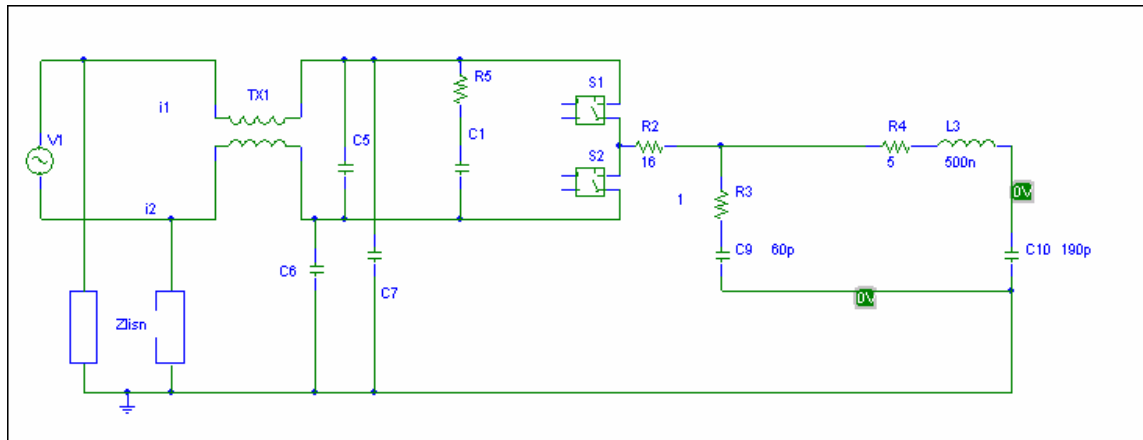 V1
i1
i2
TX1
Zlisn
C5
C6
C7
R5
C1
S1
S2
R2
16
1
R3
C9 60p
R4
5
L3
500n
0V
0V
C10 190p